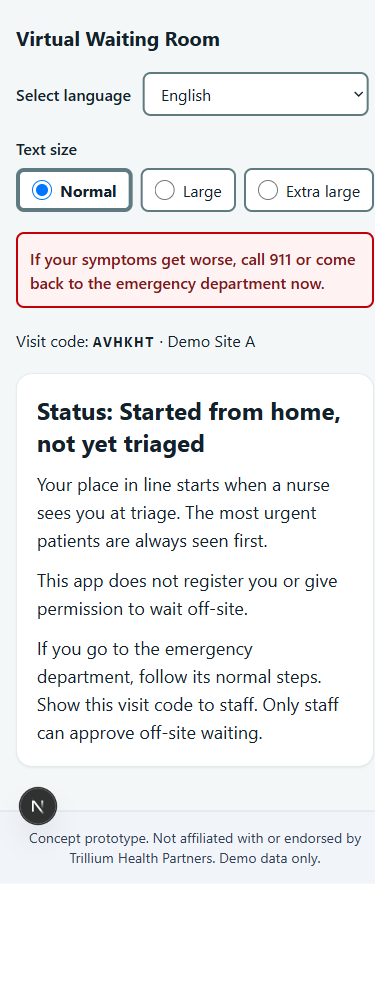 Virtual Waiting Room
Select language
English
Text size
Normal
Large
Extra large
If your symptoms get worse, call 911 or come
back to the emergency department now.
Visit code: AVHKHT · Demo Site A
Status: Started from home,
not yet triaged
Your place in line starts when a nurse
sees you at triage. The most urgent
patients are always seen first.
This app does not register you or give
permission to wait off-site.
If you go to the emergency
department, follow its normal steps.
Show this visit code to staff. Only staff
can approve off-site waiting.
N
Concept prototype. Not affiliated with or endorsed by
Trillium Health Partners. Demo data only.